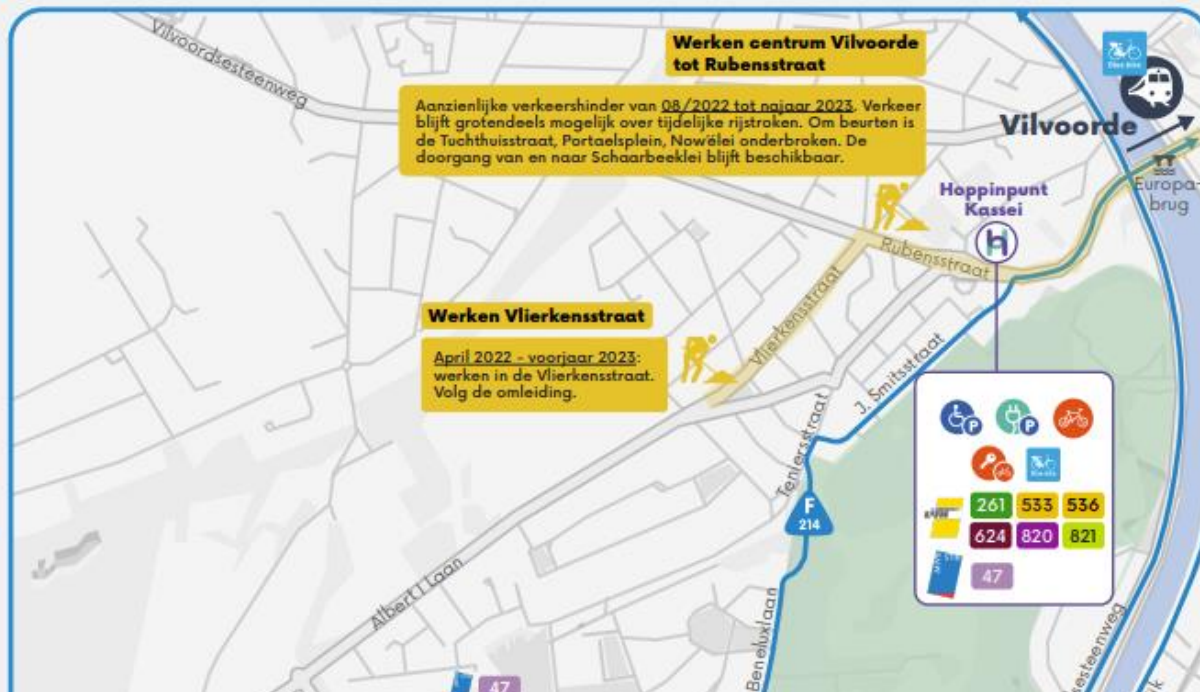 Vilvoordsesteenweg
Werken centrum Vilvoorde
tot Rubensstraat
Aanzienlijke verkeershinder van 08/2022 tot najaar 2023. Verkeer
blijft grotendeels mogelijk over tijdelijke rijstroken. Om beurten is
de Tuchthuisstraat, Portaelsplein, Nowélei onderbroken. De
doorgang van en naar Schaarbeeklei blijft beschikbaar.
Vilvoorde
Europa-
brug
Hoppinpunt
Kassei
Rubensstraat
Vlierkensstraat
Werken Vlierkensstraat
April 2022 - voorjaar 2023:
werken in de Vlierkensstraat.
Volg de omleiding.
J. Smitsstraat
Teniersstraat
F
214
P
P
261 533 536
624 820 821
47
Albert I Laan
Beneluxlaan
esteenweg
47